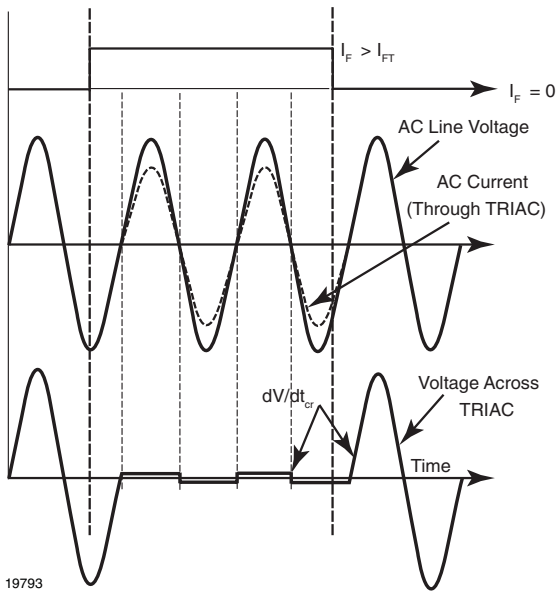 I_F > I_FT
I_F = 0
AC Line Voltage
AC Current
(Through TRIAC)
dV/dt_cr
Voltage Across
TRIAC
Time
19793